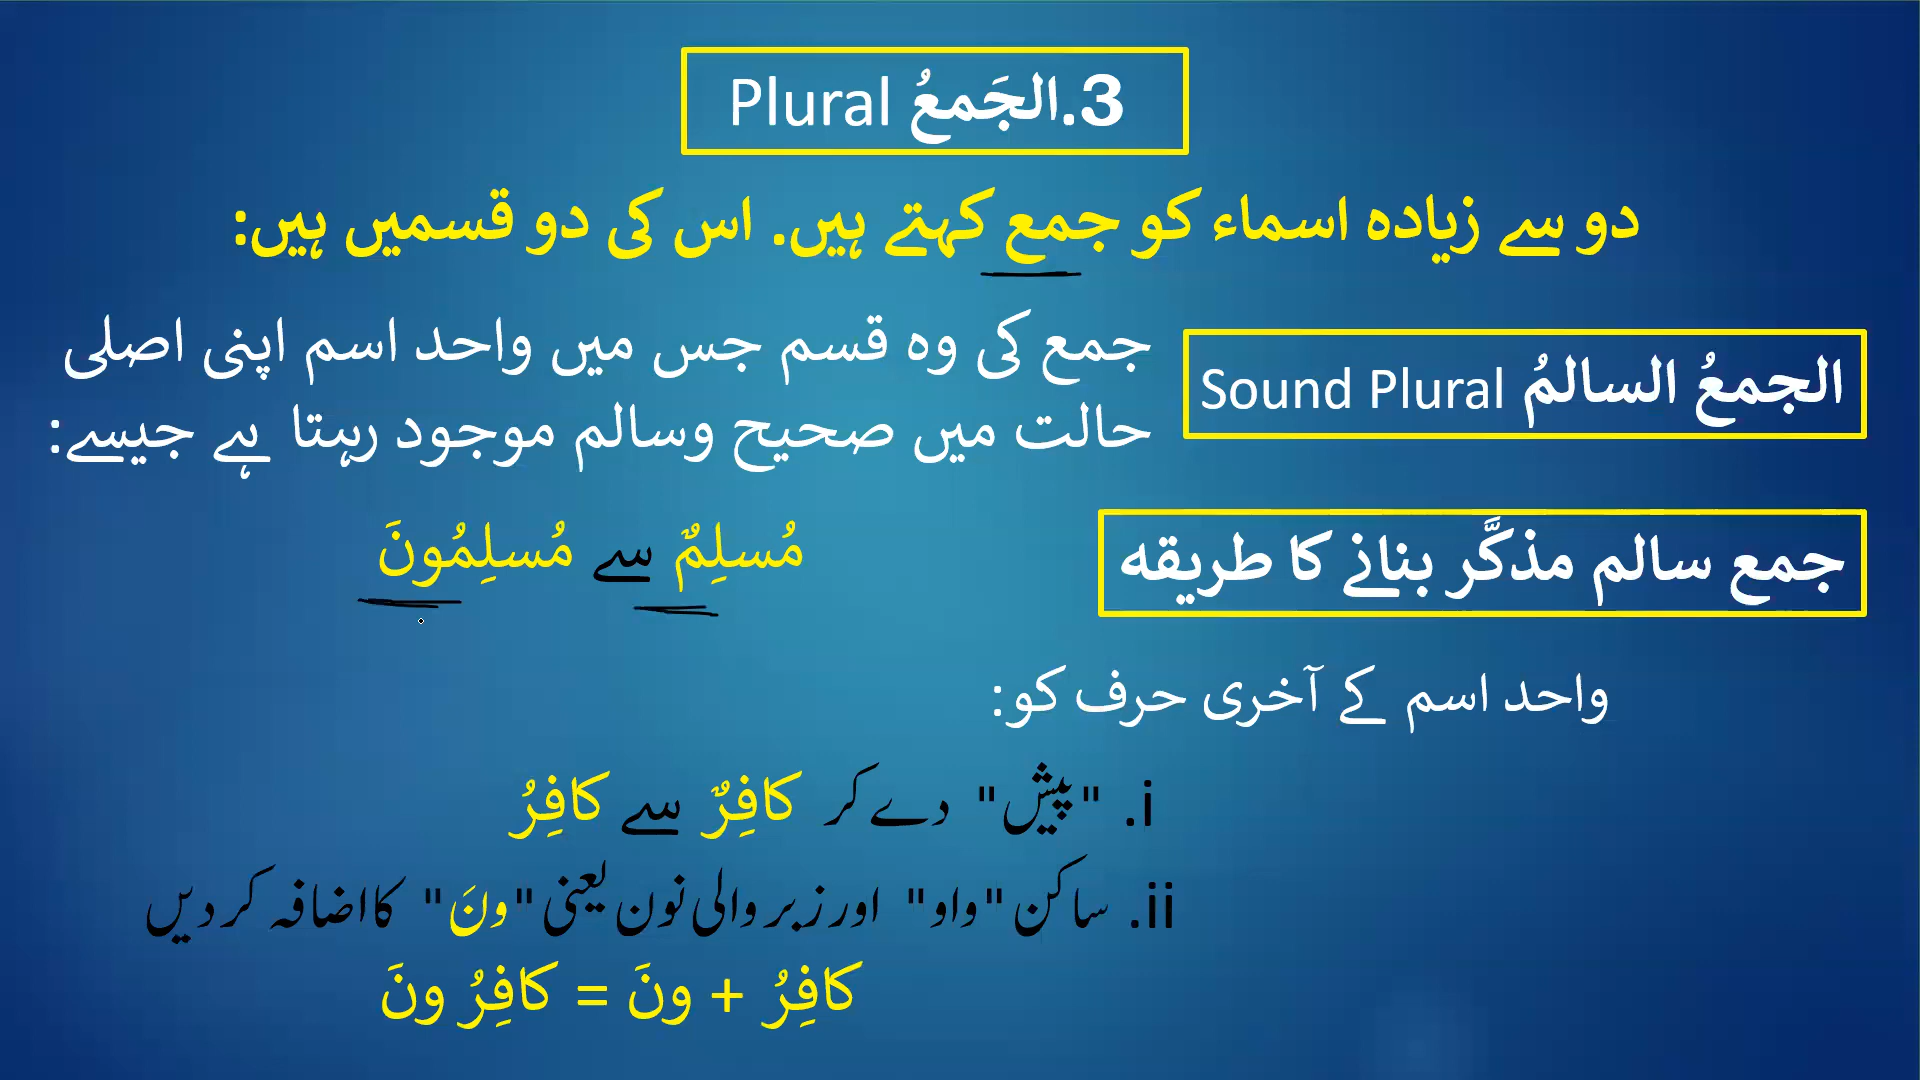 3.الجَمعُ Plural
دو سے زیادہ اسماء کو جمع کہتے ہیں. اس کی دو قسمیں ہیں:
الجمعُ السالمُ Sound Plural
جمع کی وہ قسم جس میں واحد اسم اپنی اصلی
حالت میں صحیح وسالم موجود رہتا ہے جیسے:
جمع سالم مذكَّر بنانے کا طریقہ
مُسلِمٌ سے مُسلِمُونَ
واحد اسم کے آخری حرف کو:
i. "پیش" دے کر کافِرٌ سے کافِرُ
ii. ساکن "واو" اور زبر والی نون یعنی "ونَ" کا اضافہ کر دیں
کافِرُ + ونَ = کافِرُ ونَ